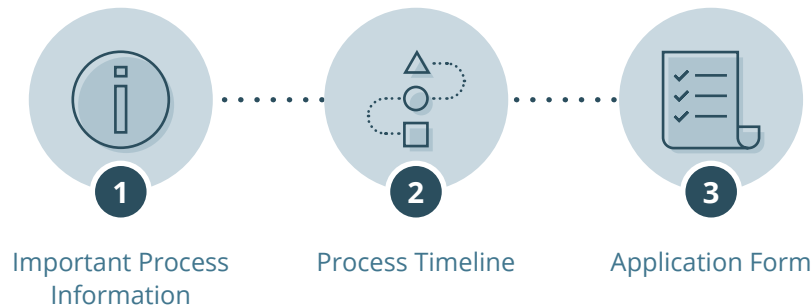 1
2
3
Important Process
Information
Process Timeline
Application Form